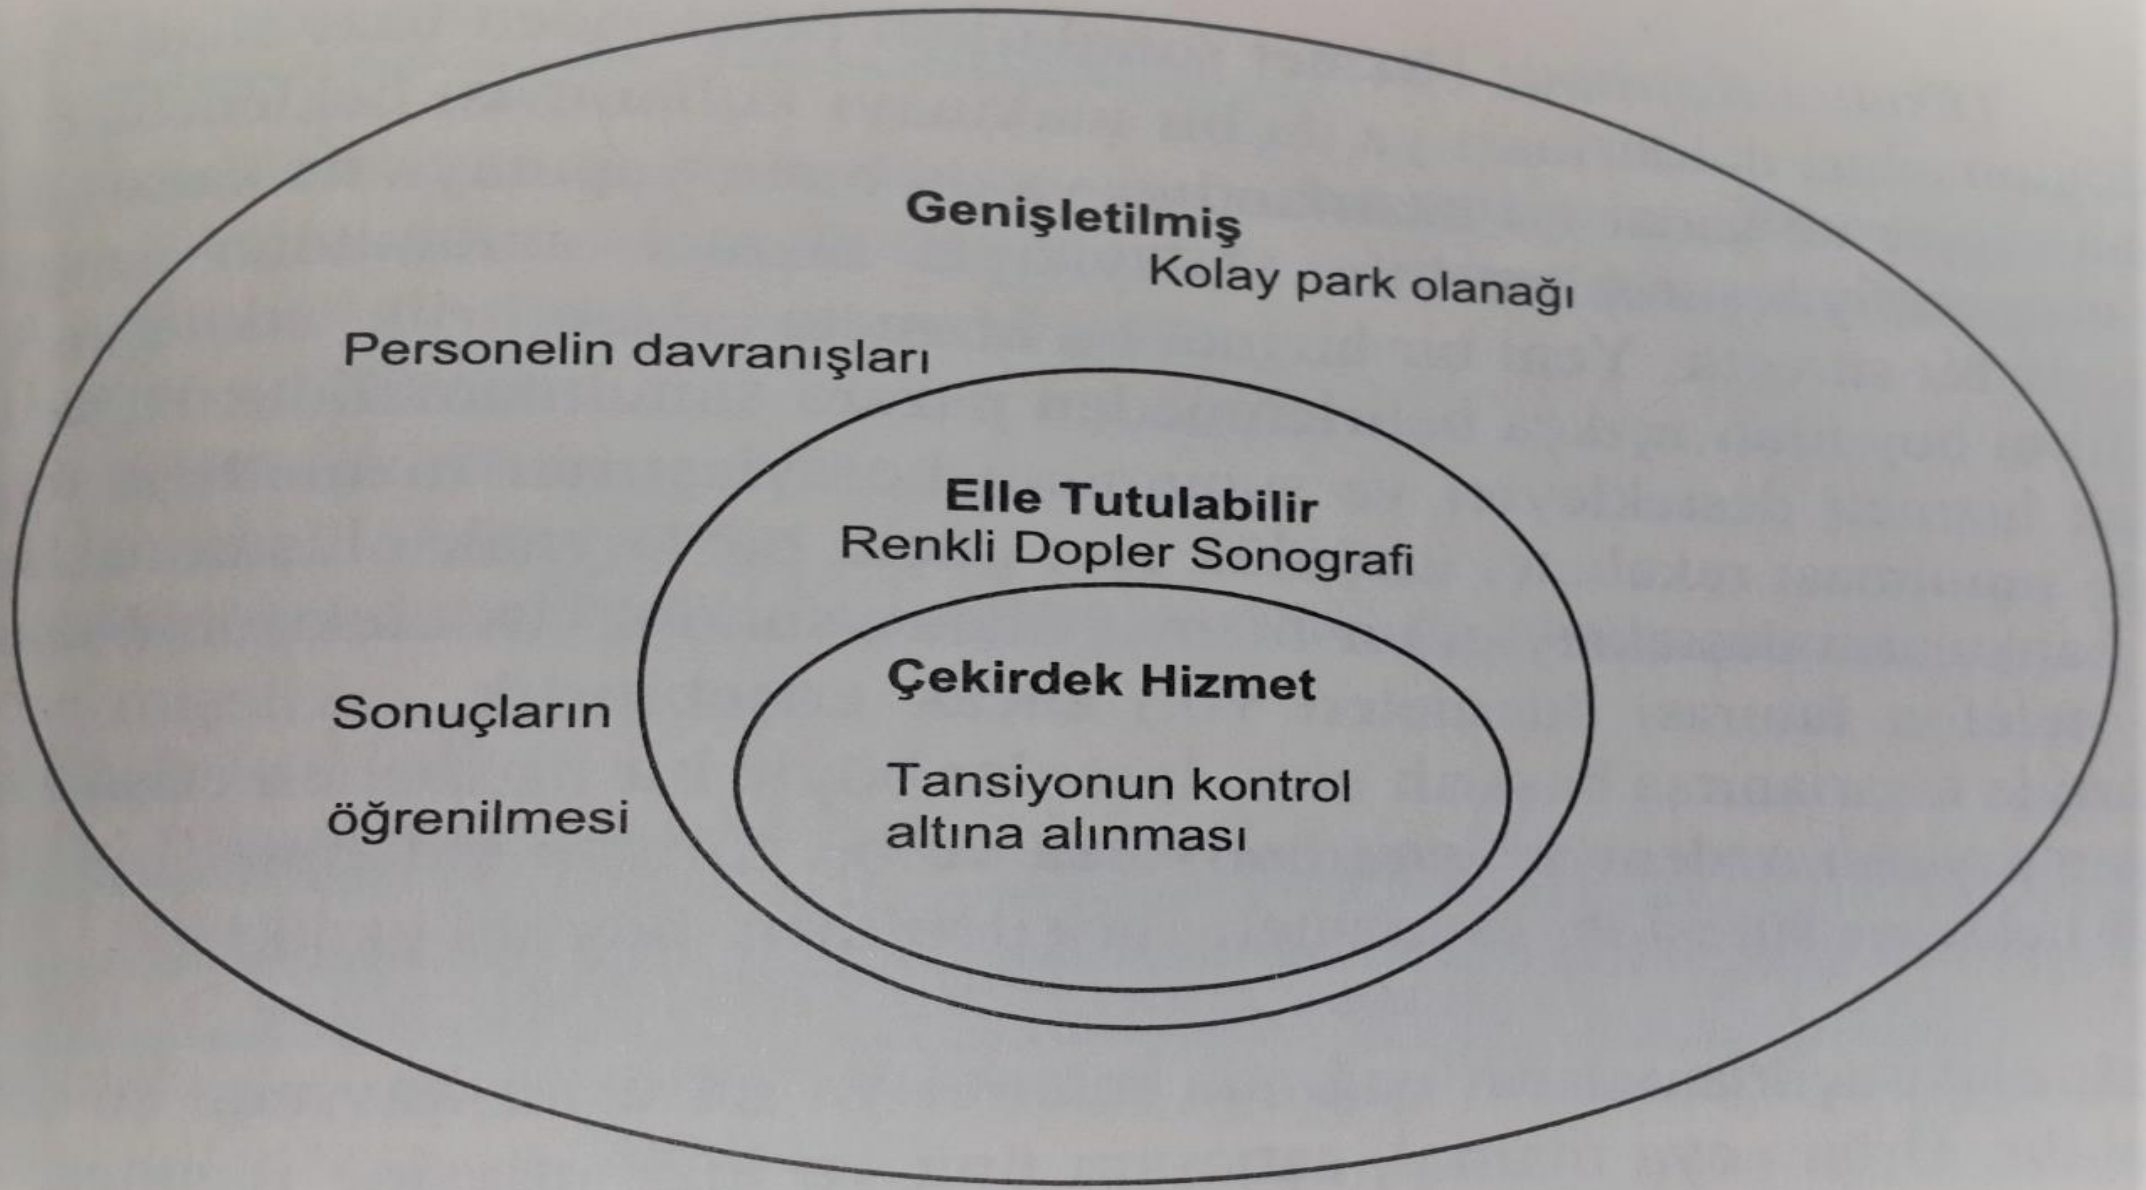 Genişletilmiş
Kolay park olanağı
Personelin davranışları
Elle Tutulabilir
Renkli Dopler Sonografi
Çekirdek Hizmet
Sonuçların
öğrenilmesi
Tansiyonun kontrol
altına alınması